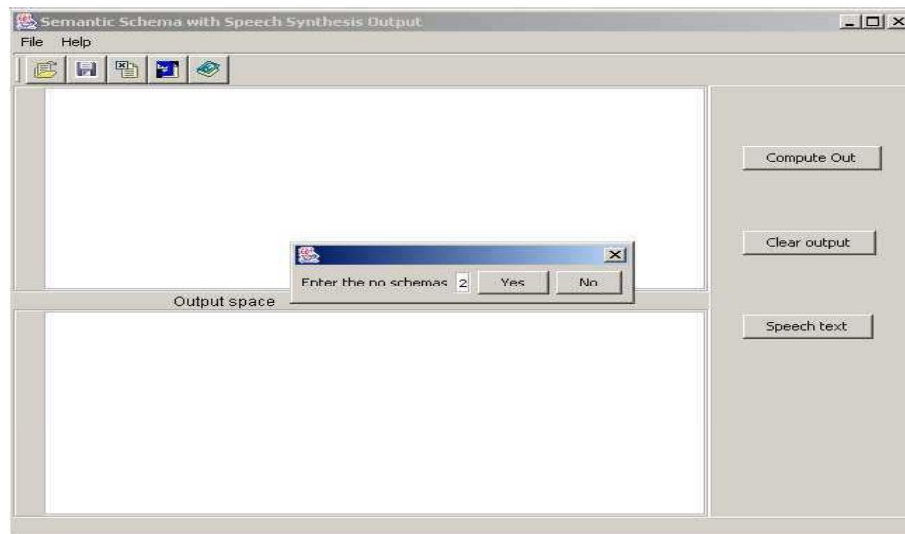 Semantic Schema with Speech Synthesis Output
File Help
Compute Out
Clear output
Enter the no schemas 2 Yes No
Output space
Speech text